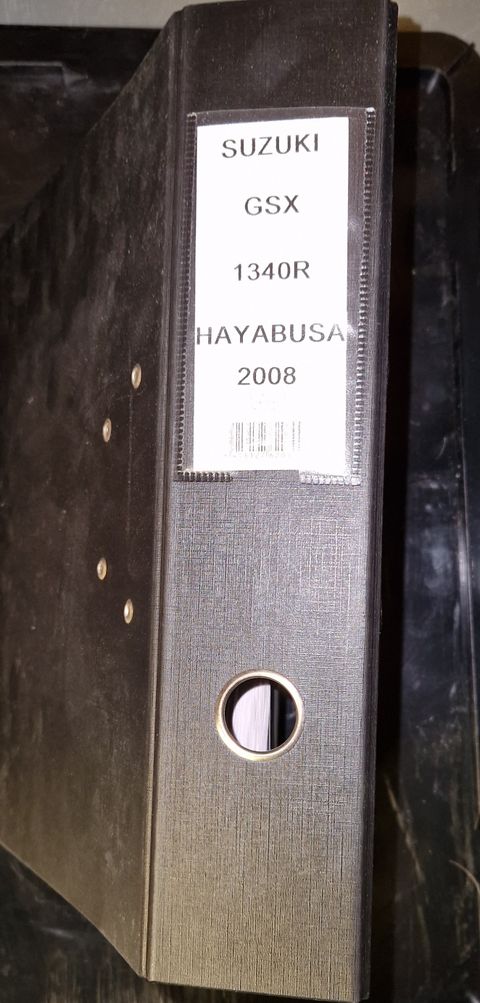 SUZUKI
GSX
1340R
HAYABUSA
2008